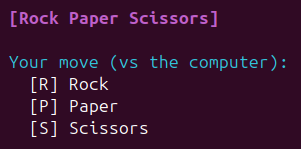 [Rock Paper Scissors]
Your move (vs the computer):
[R] Rock
[P] Paper
[S] Scissors